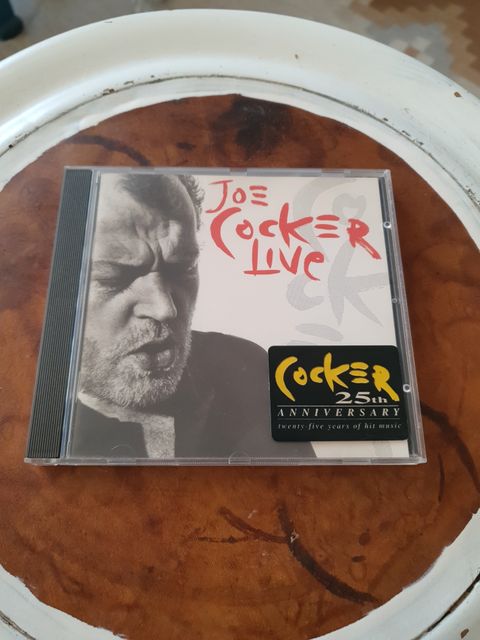 JOE
COCKER
LIVE
COCKER
25th
ANNIVERSARY
twenty-five years of hit music